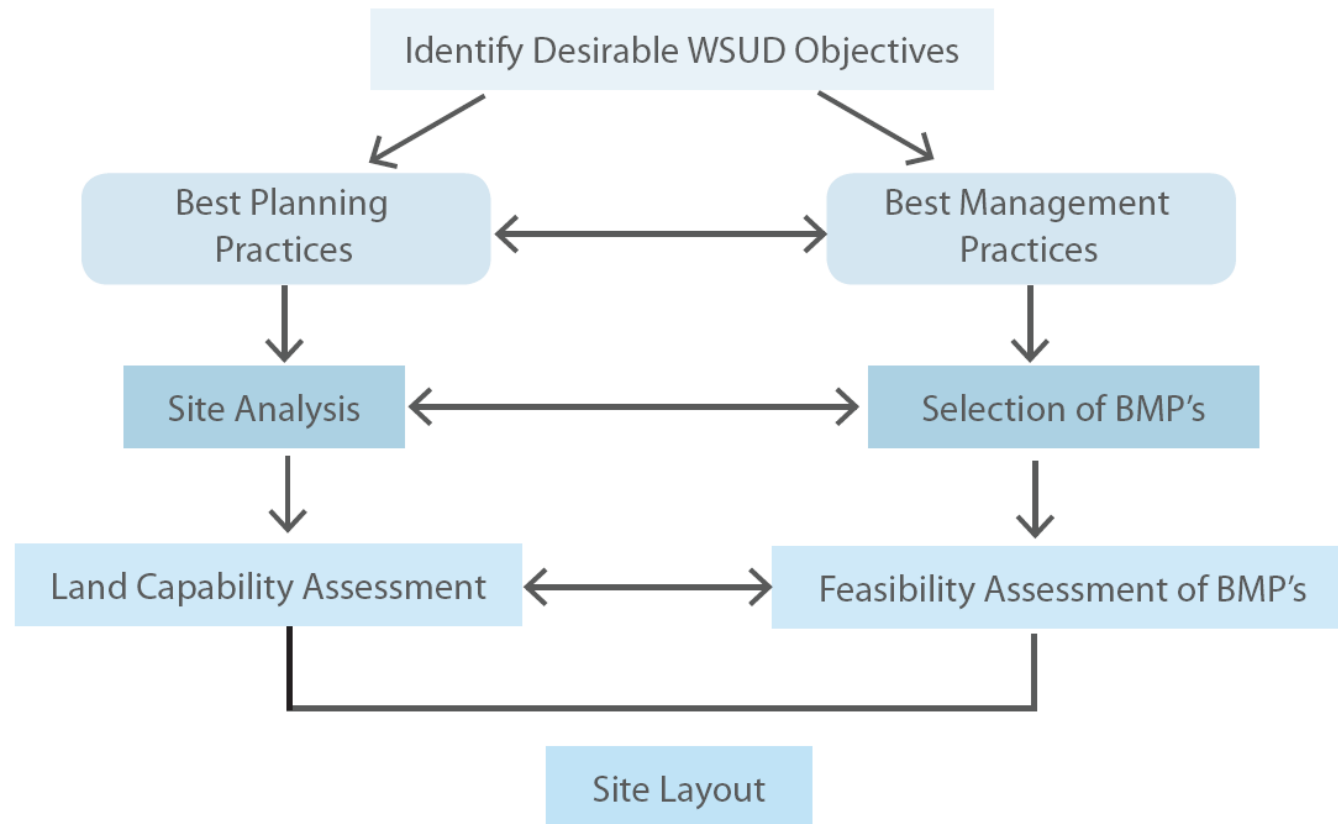 Identify Desirable WSUD Objectives
Best Planning
Practices
Best Management
Practices
Site Analysis
Selection of BMP's
Land Capability Assessment
Feasibility Assessment of BMP's
Site Layout